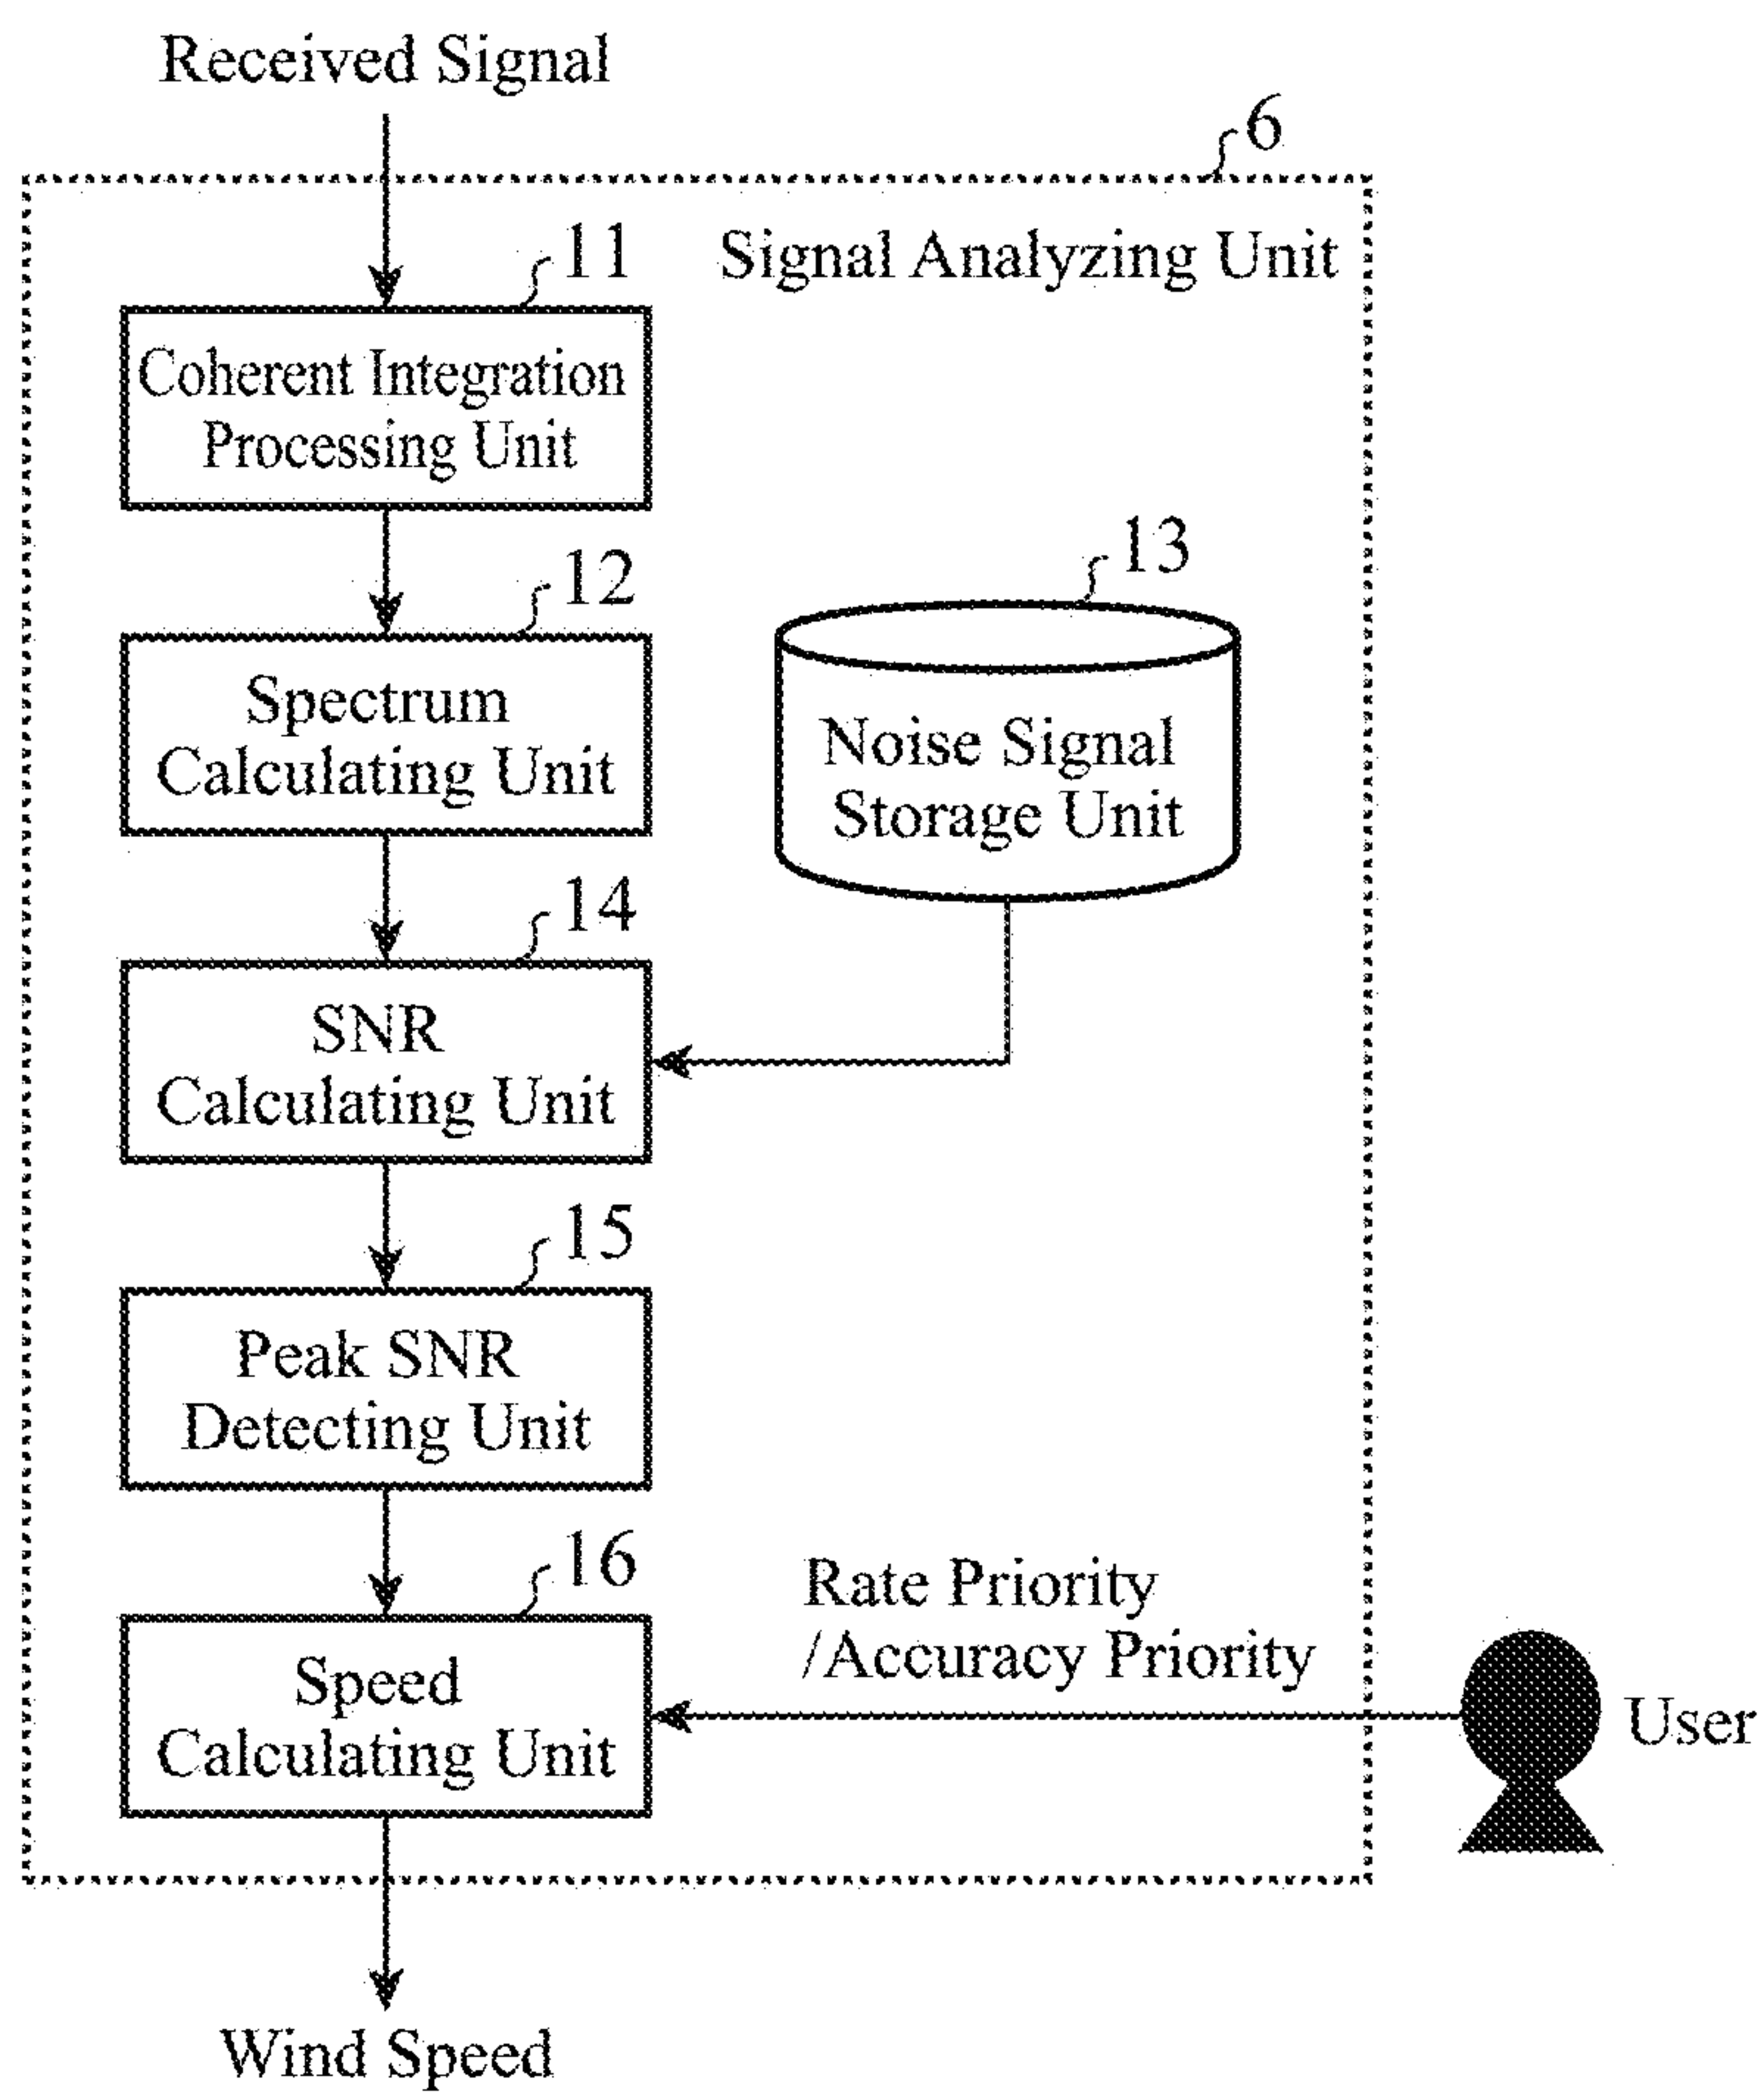 Received Signal
6
Signal Analyzing Unit
11
Coherent Integration
Processing Unit
12
Spectrum
Calculating Unit
13
Noise Signal
Storage Unit
14
SNR
Calculating Unit
15
Peak SNR
Detecting Unit
16
Speed
Calculating Unit
Rate Priority
/Accuracy Priority
User
Wind Speed